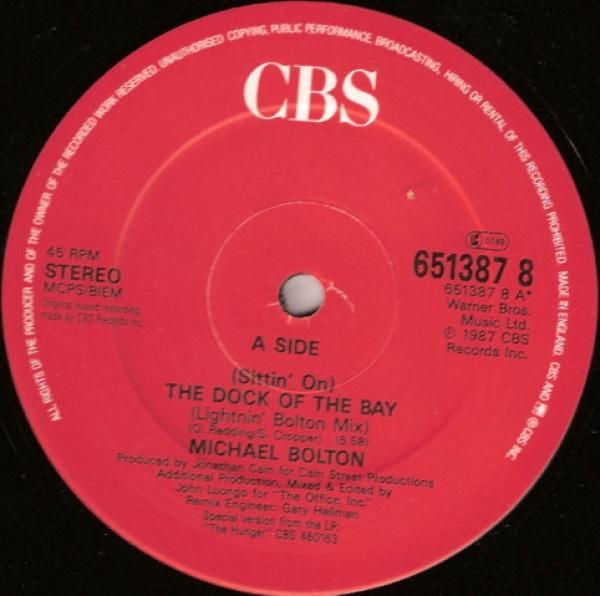 ALL RIGHTS OF THE PRODUCER AND OF THE OWNER OF THE RECORDED WORK RESERVED. UNAUTHORISED COPYING, PUBLIC PERFORMANCE, BROADCASTING, HIRING OR RENTAL OF THIS RECORDING PROHIBITED. MADE IN ENGLAND. CBS AND ® CBS INC
CBS
45 RPM
STEREO
MCPS/BIEM
Original sound recording
made by CBS Records Inc.
0149
651387 8
651387 8 A*
Warner Bros.
Music Ltd.
℗ 1987 CBS
Records Inc.
A SIDE
(Sittin' On)
THE DOCK OF THE BAY
(Lightnin' Bolton Mix)
(O. Redding/S. Cropper) (5.58)
MICHAEL BOLTON
Produced by Jonathan Cain for Cain Street Productions
Additional Production, Mixed & Edited by
John Luongo for "The Office, Inc."
Remix Engineer: Gary Hellman
Special version from the LP:
"The Hunger" CBS 460163